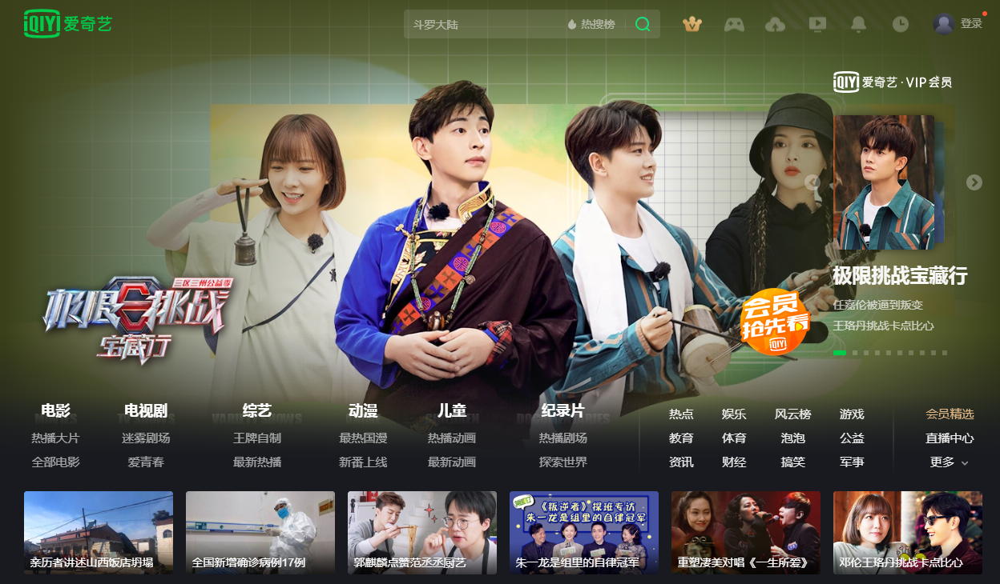 iQIYI 爱奇艺
斗罗大陆
热搜榜
登录
iQIYI 爱奇艺·VIP会员
三区三州公益季
极限挑战
宝藏行
会员
抢先看
iQIYI
极限挑战宝藏行
任嘉伦被逼到叛变
王珞丹挑战卡点比心
电影 电视剧 综艺 动漫 儿童 纪录片
热播大片 迷雾剧场 王牌自制 最热国漫 热播动画 热播剧场
全部电影 爱青春 最新热播 新番上线 最新动画 探索世界
热点 娱乐 风云榜 游戏 会员精选
教育 体育 泡泡 公益 直播中心
资讯 财经 搞笑 军事 更多
亲历者讲述山西饭店坍塌
全国新增确诊病例17例
郭麒麟点赞范丞丞厨艺
《叛逆者》探班专访
朱一龙是组里的自律冠军
朱一龙是组里的自律冠军
重塑凄美对唱《一生所爱》
邓伦王珞丹挑战卡点比心